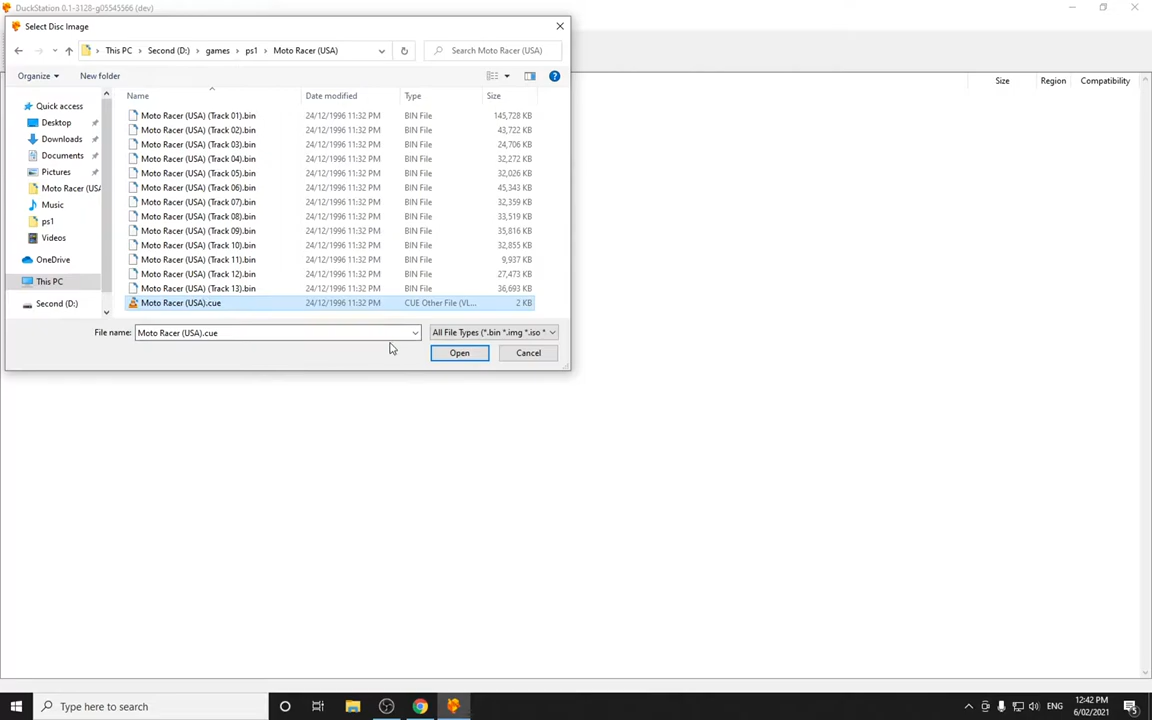 DuckStation 0.1-3128-g05545566 (dev)
Select Disc Image
This PC > Second (D:) > games > ps1 > Moto Racer (USA)
Search Moto Racer (USA)
Organize
New folder
Size
Region
Compatibility
Name
Date modified
Type
Size
Quick access
Desktop
Downloads
Documents
Pictures
Moto Racer (USA
Music
ps1
Videos
OneDrive
This PC
Second (D:)
Moto Racer (USA) (Track 01).bin 24/12/1996 11:32 PM BIN File 145,728 KB
Moto Racer (USA) (Track 02).bin 24/12/1996 11:32 PM BIN File 43,722 KB
Moto Racer (USA) (Track 03).bin 24/12/1996 11:32 PM BIN File 24,706 KB
Moto Racer (USA) (Track 04).bin 24/12/1996 11:32 PM BIN File 32,272 KB
Moto Racer (USA) (Track 05).bin 24/12/1996 11:32 PM BIN File 32,026 KB
Moto Racer (USA) (Track 06).bin 24/12/1996 11:32 PM BIN File 45,343 KB
Moto Racer (USA) (Track 07).bin 24/12/1996 11:32 PM BIN File 32,359 KB
Moto Racer (USA) (Track 08).bin 24/12/1996 11:32 PM BIN File 33,519 KB
Moto Racer (USA) (Track 09).bin 24/12/1996 11:32 PM BIN File 35,816 KB
Moto Racer (USA) (Track 10).bin 24/12/1996 11:32 PM BIN File 32,855 KB
Moto Racer (USA) (Track 11).bin 24/12/1996 11:32 PM BIN File 9,937 KB
Moto Racer (USA) (Track 12).bin 24/12/1996 11:32 PM BIN File 27,473 KB
Moto Racer (USA) (Track 13).bin 24/12/1996 11:32 PM BIN File 36,693 KB
Moto Racer (USA).cue 24/12/1996 11:32 PM CUE Other File (VL... 2 KB
File name: Moto Racer (USA).cue
All File Types (*.bin *.img *.iso *
Open
Cancel
Type here to search
ENG
12:42 PM
6/02/2021
5